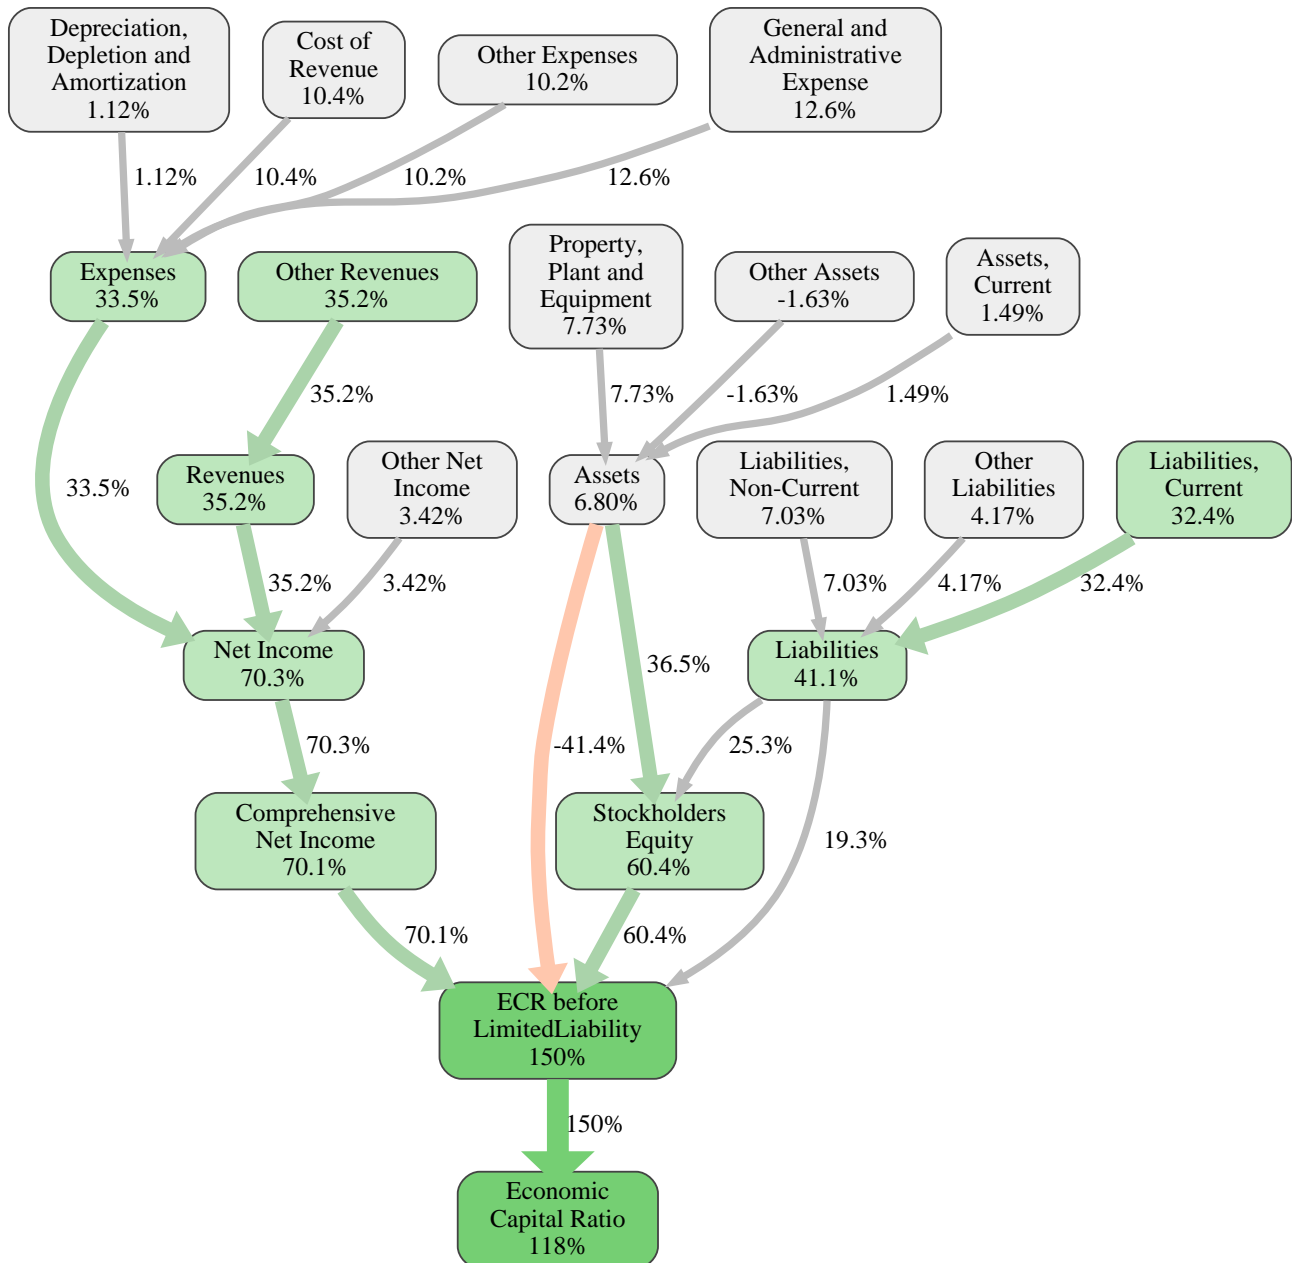 Depreciation,
Depletion and
Amortization
1.12%
Cost of
Revenue
10.4%
Other Expenses
10.2%
General and
Administrative
Expense
12.6%
1.12%
10.4%
10.2%
12.6%
Expenses
33.5%
Other Revenues
35.2%
Property,
Plant and
Equipment
7.73%
Other Assets
-1.63%
Assets,
Current
1.49%
35.2%
7.73%
-1.63%
1.49%
33.5%
Revenues
35.2%
Other Net
Income
3.42%
Assets
6.80%
Liabilities,
Non-Current
7.03%
Other
Liabilities
4.17%
Liabilities,
Current
32.4%
35.2%
3.42%
7.03%
4.17%
32.4%
Net Income
70.3%
36.5%
Liabilities
41.1%
70.3%
-41.4%
25.3%
Comprehensive
Net Income
70.1%
Stockholders
Equity
60.4%
19.3%
70.1%
60.4%
ECR before
LimitedLiability
150%
150%
Economic
Capital Ratio
118%